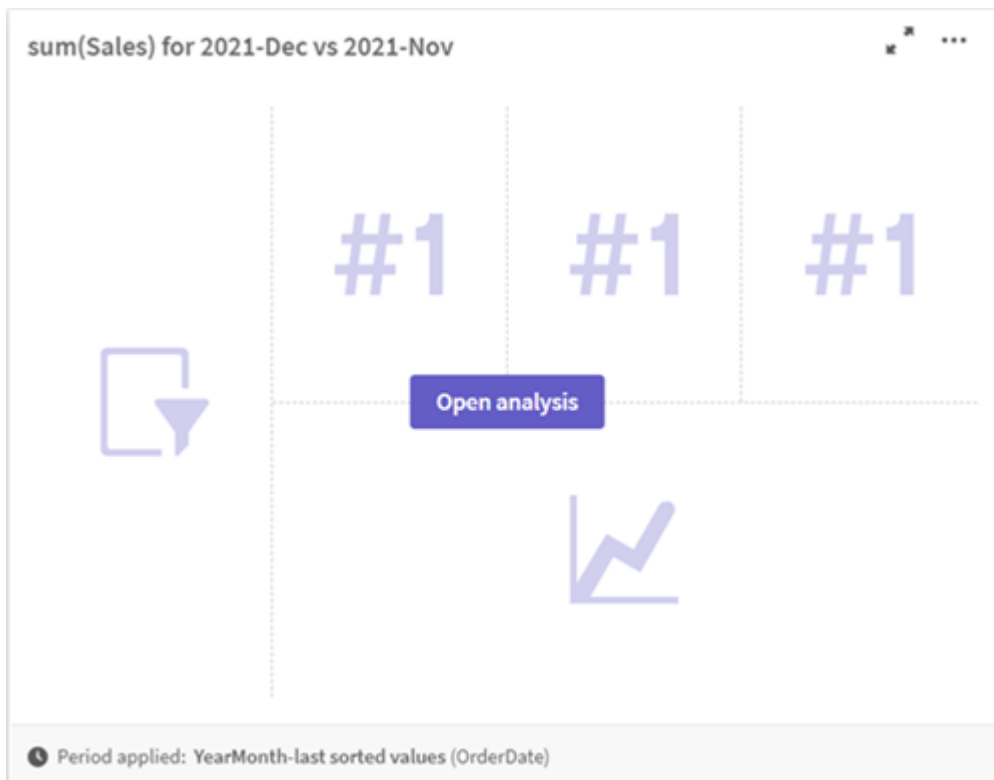 sum(Sales) for 2021-Dec vs 2021-Nov
#1 #1 #1
Open analysis
Period applied: YearMonth-last sorted values (OrderDate)